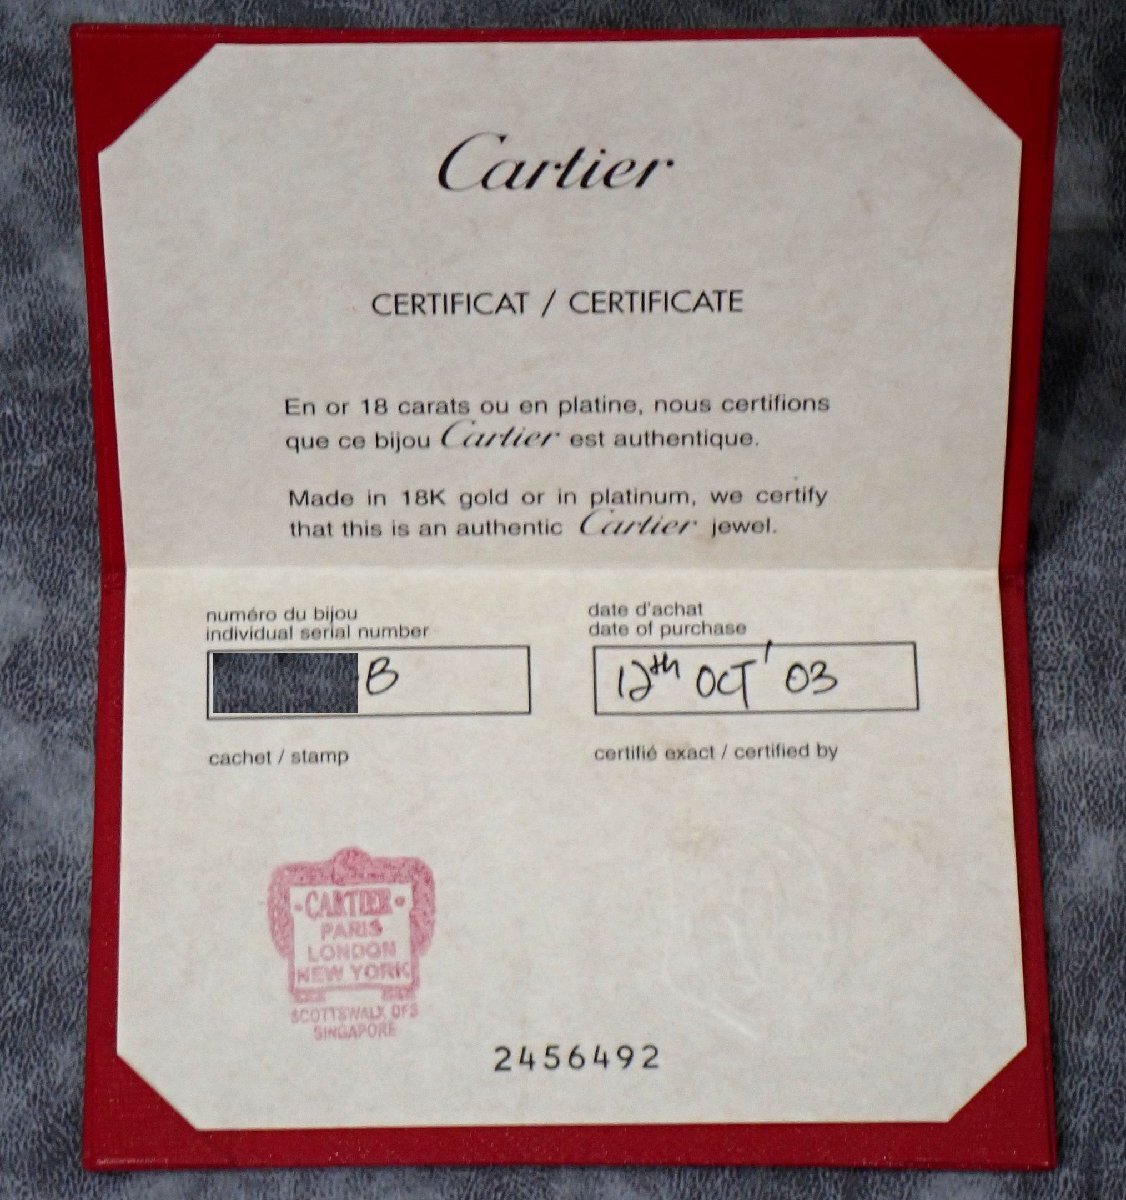 Cartier
CERTIFICAT / CERTIFICATE
En or 18 carats ou en platine, nous certifions
que ce bijou Cartier est authentique.
Made in 18K gold or in platinum, we certify
that this is an authentic Cartier jewel.
numéro du bijou
individual serial number
B
date d'achat
date of purchase
12th OCT' 03
cachet / stamp
certifié exact / certified by
CARTIER
PARIS
LONDON
NEW YORK
SCOTTSWALK DFS
SINGAPORE
2456492